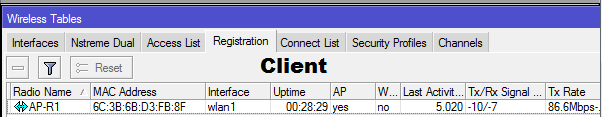 Wireless Tables
Interfaces Nstreme Dual Access List Registration Connect List Security Profiles Channels
Reset Client
Radio Name MAC Address Interface Uptime AP W... Last Activit... Tx/Rx Signal ... Tx Rate
AP-R1 6C:3B:6B:D3:FB:8F wlan1 00:28:29 yes no 5.020 -10/-7 86.6Mbps-...